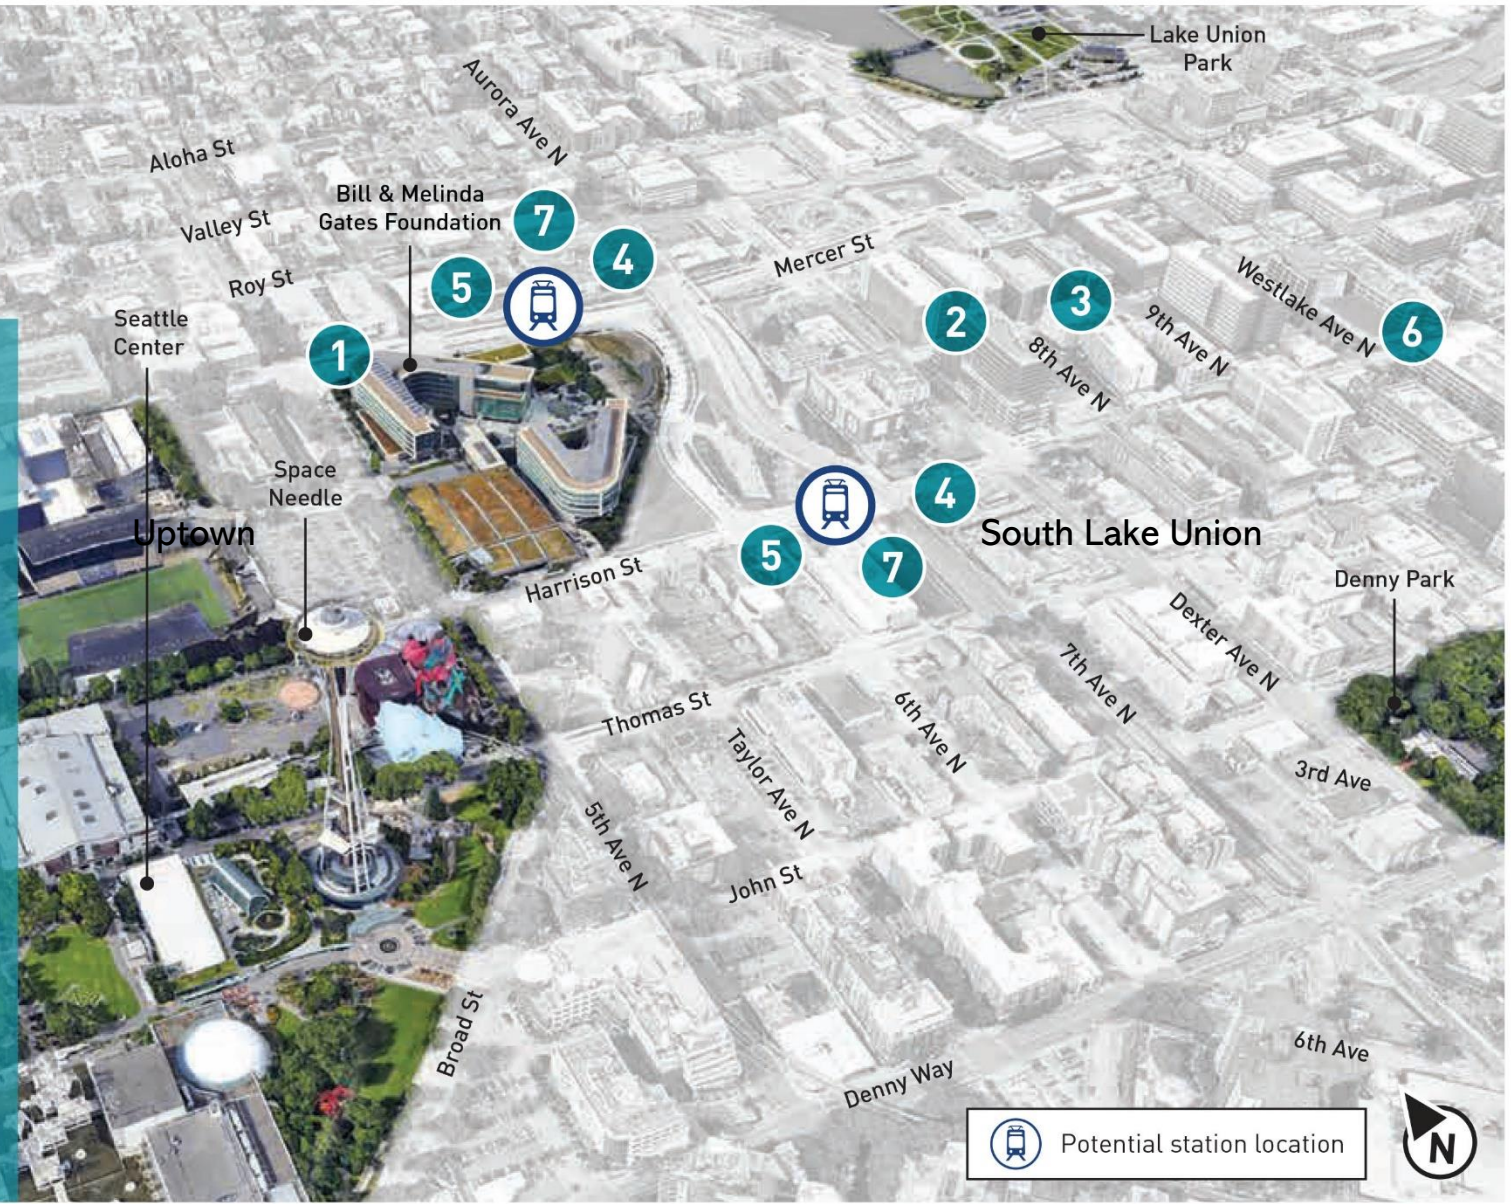 Lake Union
Park
Aurora Ave N
Aloha St
Bill & Melinda
Gates Foundation
7
Valley St
4
Mercer St
Roy St
5
Westlake Ave N
3
2
9th Ave N
6
Seattle
Center
1
8th Ave N
Space
Needle
4
Uptown
South Lake Union
5
7
Harrison St
Denny Park
Dexter Ave N
7th Ave N
Thomas St
6th Ave N
Taylor Ave N
3rd Ave
5th Ave N
John St
Broad St
6th Ave
Denny Way
Potential station location
N